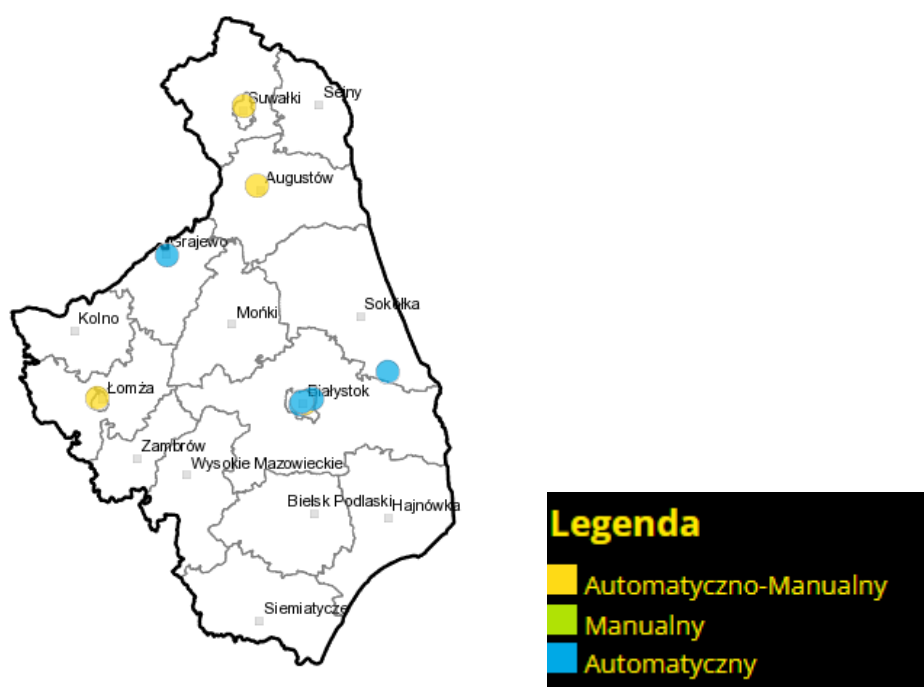 Suwałki
Sejny
Augustów
Grajewo
Sokółka
Mońki
Kolno
Łomża
Białystok
Zambrów
Wysokie Mazowieckie
Bielsk Podlaski
Hajnówka
Siemiatycze
Legenda
Automatyczno-Manualny
Manualny
Automatyczny